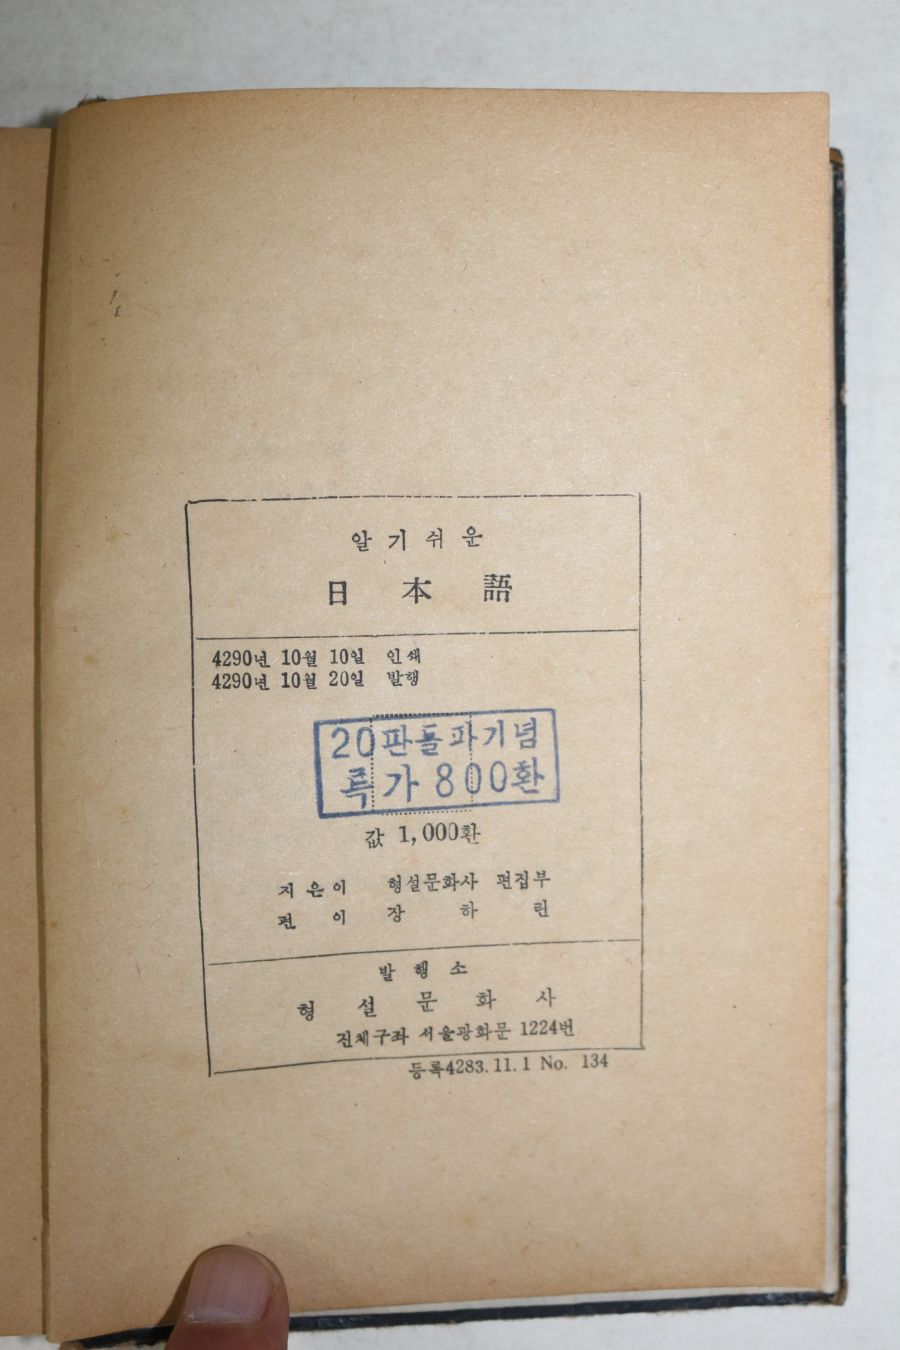 알기쉬운
日本語
4290년 10월 10일 인쇄
4290년 10월 20일 발행
20판돌파기념
특가 800환
값 1,000환
지은이 형설문화사 편집부
편 이 장 하 린
발 행 소
형 설 문 화 사
진체구좌 서울광화문 1224번
등록4283.11.1 No. 134